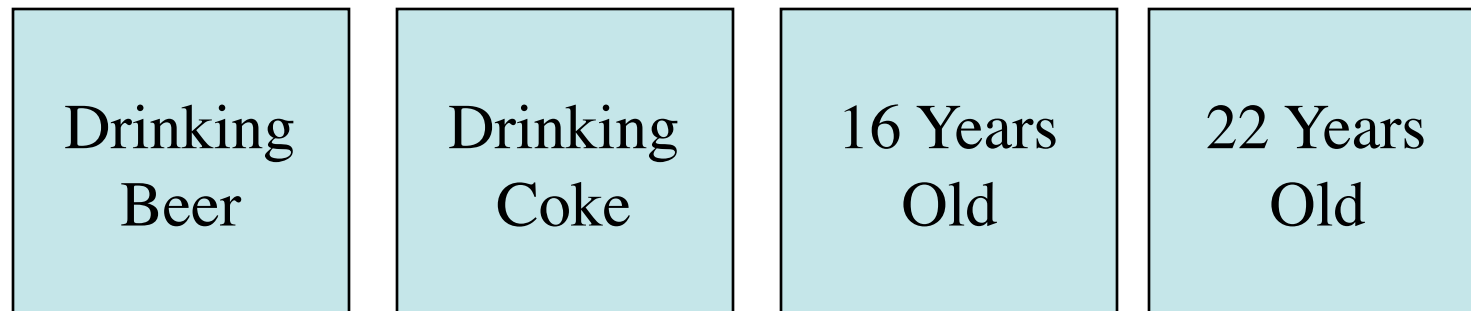 Drinking
Beer
Drinking
Coke
16 Years
Old
22 Years
Old